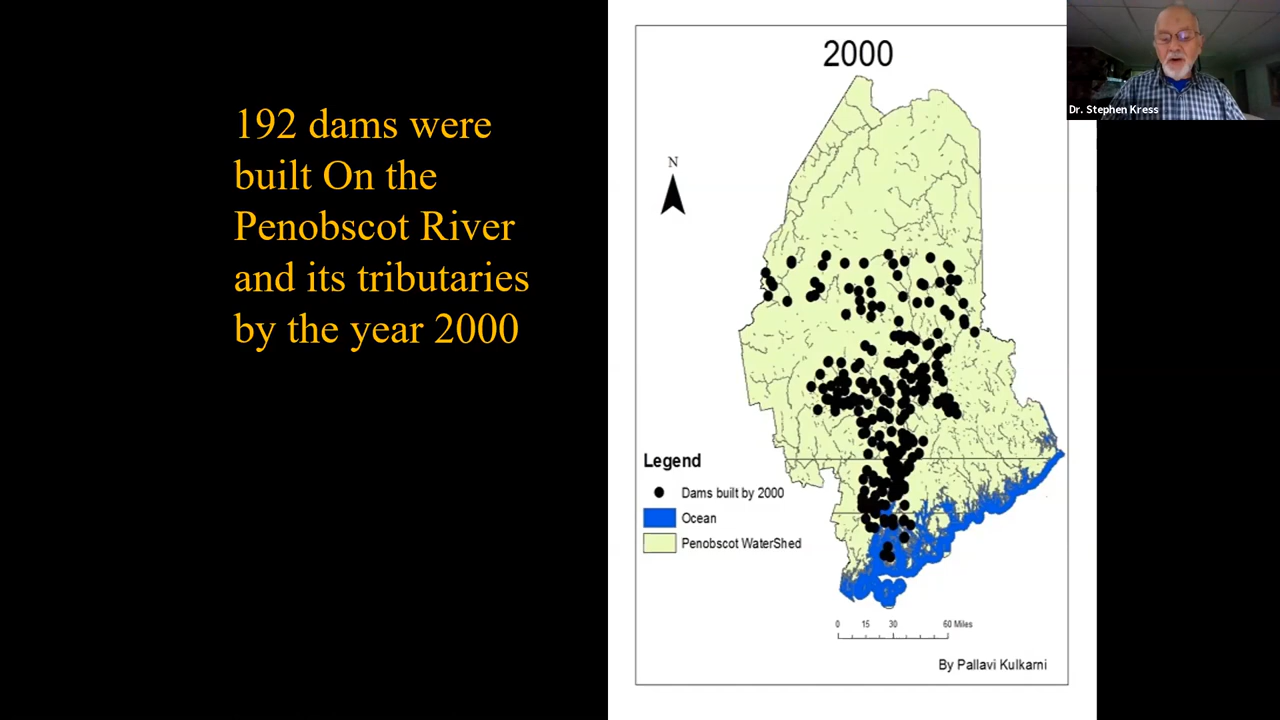 192 dams were
built On the
Penobscot River
and its tributaries
by the year 2000
2000
N
Legend
Dams built by 2000
Ocean
Penobscot WaterShed
0 15 30 60 Miles
By Pallavi Kulkarni
Dr. Stephen Kress